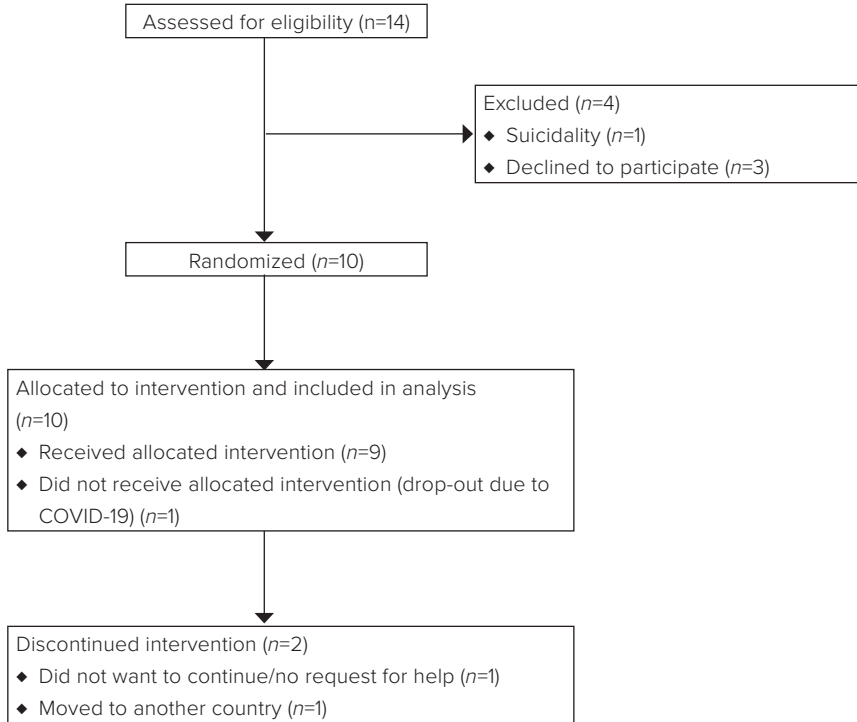 Assessed for eligibility (n=14)
Excluded (n=4)
◆ Suicidality (n=1)
◆ Declined to participate (n=3)
Randomized (n=10)
Allocated to intervention and included in analysis
(n=10)
◆ Received allocated intervention (n=9)
◆ Did not receive allocated intervention (drop-out due to
COVID-19) (n=1)
Discontinued intervention (n=2)
◆ Did not want to continue/no request for help (n=1)
◆ Moved to another country (n=1)